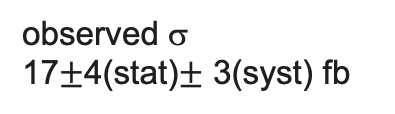 observed σ
17±4(stat)± 3(syst) fb